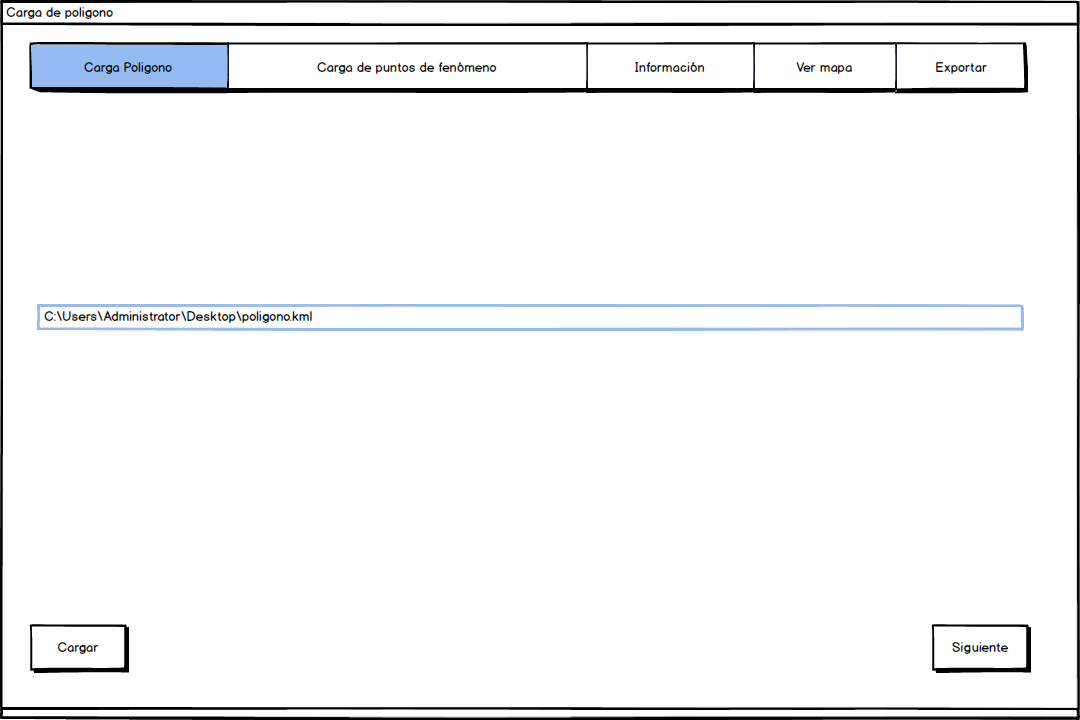 Carga de poligono
Carga Poligono Carga de puntos de fenómeno Información Ver mapa Exportar
C:\Users\Administrator\Desktop\poligono.kml
Cargar Siguiente